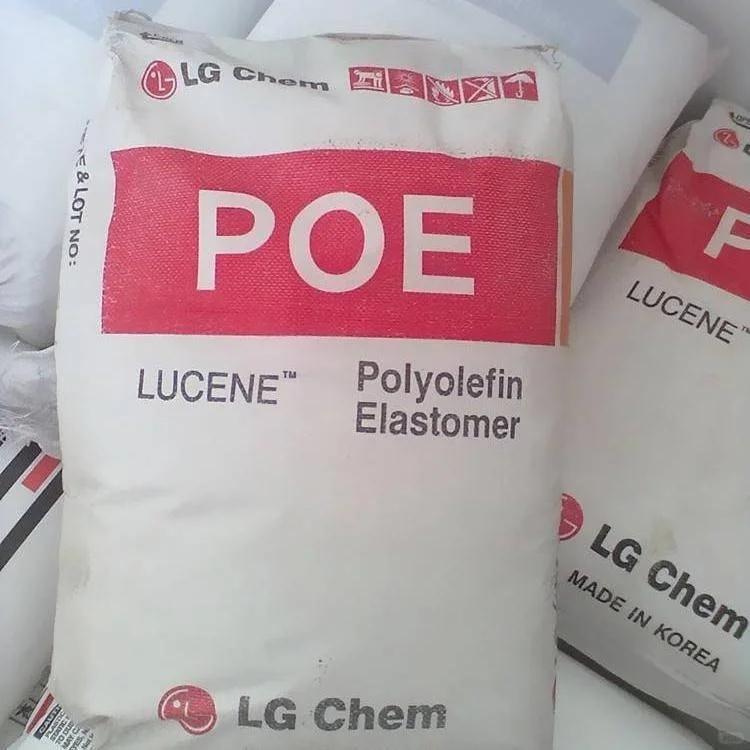 LG Chem
& LOT NO:
POE
LUCENE™
Polyolefin
Elastomer
LG Chem
P
LUCENE™
LG Chem
MADE IN KOREA